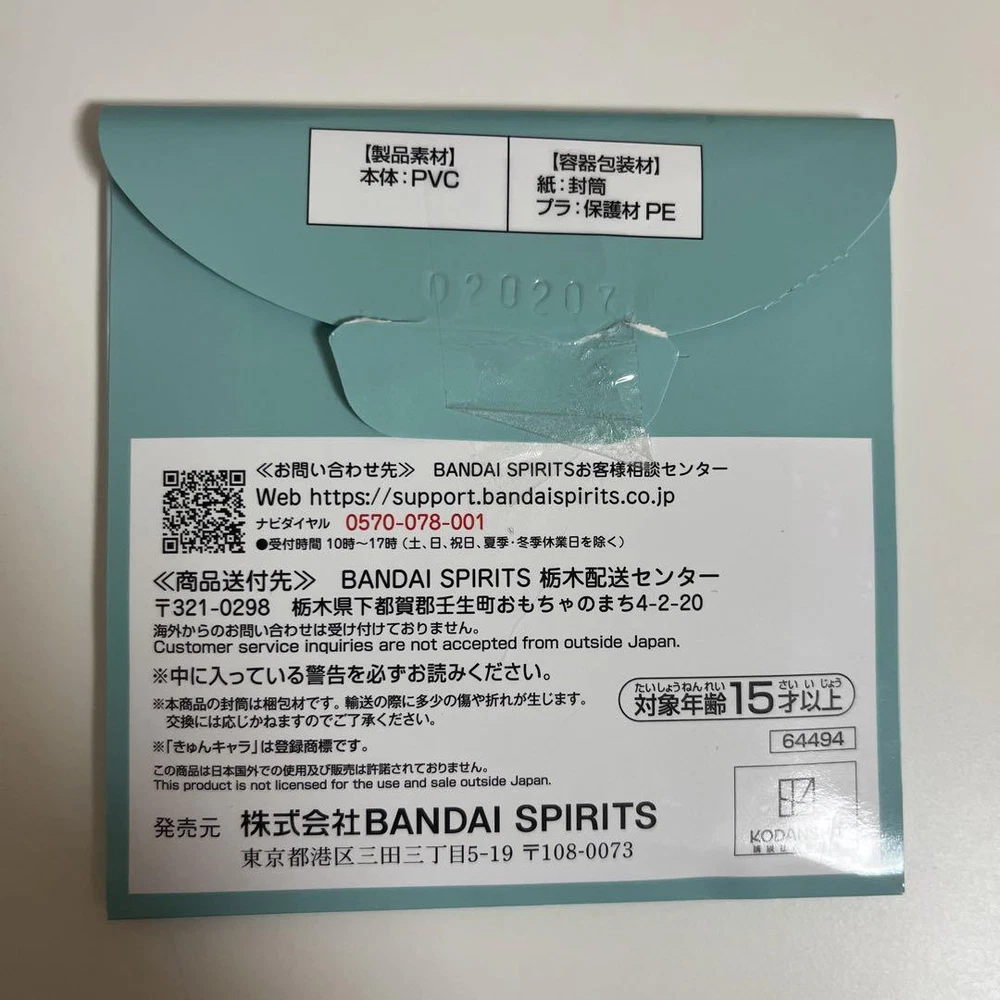 【製品素材】
本体：PVC
【容器包装材】
紙：封筒
プラ：保護材 PE
020207
≪お問い合わせ先≫ BANDAI SPIRITSお客様相談センター
Web https://support.bandaispirits.co.jp
ナビダイヤル 0570-078-001
●受付時間 10時～17時（土、日、祝日、夏季・冬季休業日を除く）
≪商品送付先≫ BANDAI SPIRITS 栃木配送センター
〒321-0298 栃木県下都賀郡壬生町おもちゃのまち4-2-20
海外からのお問い合わせは受け付けておりません。
Customer service inquiries are not accepted from outside Japan.
※中に入っている警告を必ずお読みください。
※本商品の封筒は梱包材です。輸送の際に多少の傷や折れが生じます。
交換には応じかねますのでご了承ください。
たいしょうねんれい さい いじょう
対象年齢15才以上
※「きゅんキャラ」は登録商標です。
64494
この商品は日本国外での使用及び販売は許諾されておりません。
This product is not licensed for the use and sale outside Japan.
発売元 株式会社BANDAI SPIRITS
東京都港区三田三丁目5-19 〒108-0073